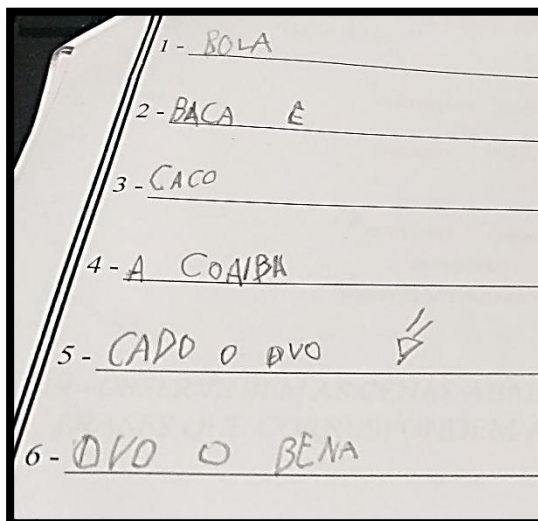 1 - BOLA
2 - BACA E
3 - CACO
4 - A COAIBA
5 - CADO O OVO
6 - OVO O BENA